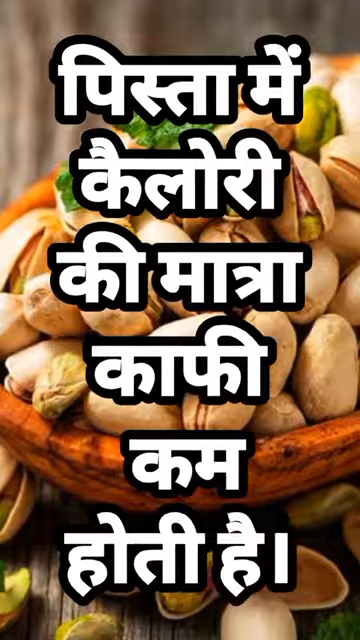 पिस्ता में
कैलोरी
की मात्रा
काफी
कम
होती है।